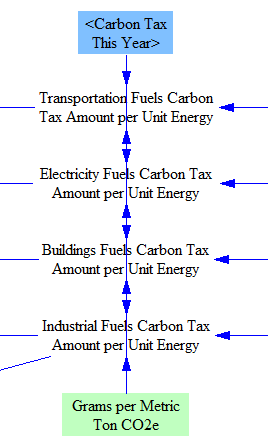 <Carbon Tax
This Year>
Transportation Fuels Carbon
Tax Amount per Unit Energy
Electricity Fuels Carbon Tax
Amount per Unit Energy
Buildings Fuels Carbon Tax
Amount per Unit Energy
Industrial Fuels Carbon Tax
Amount per Unit Energy
Grams per Metric
Ton CO2e